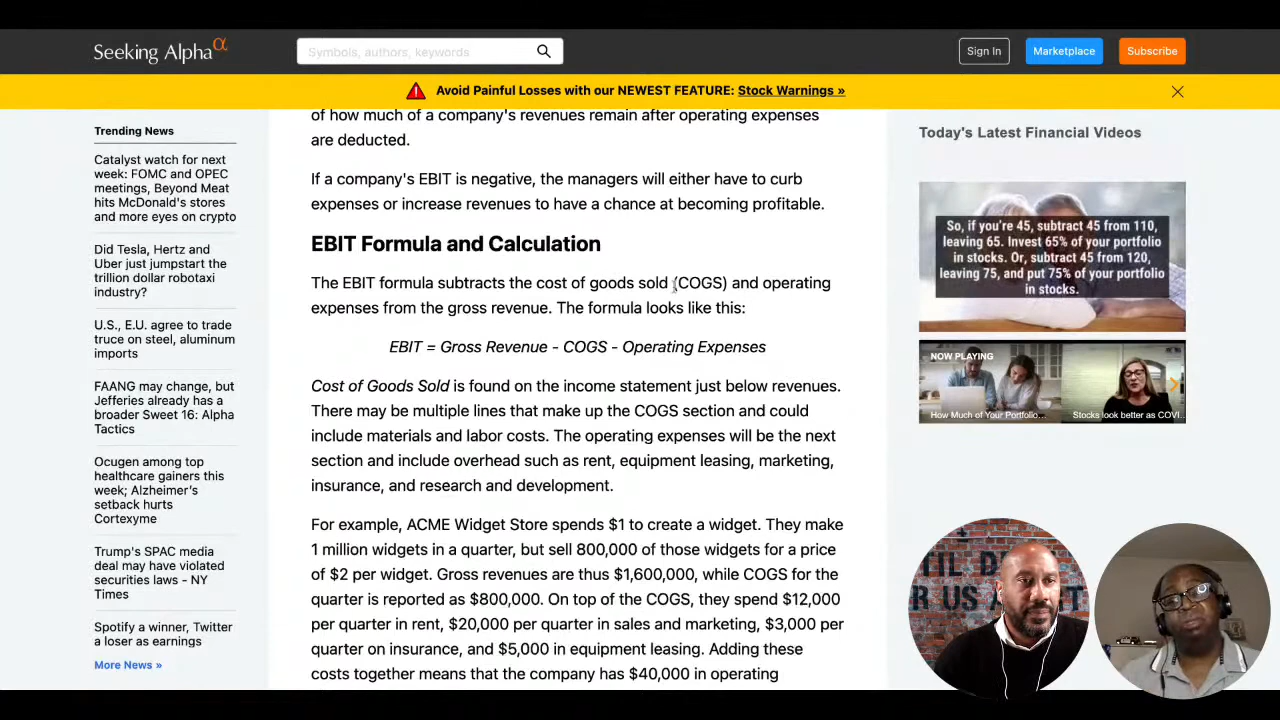 Seeking Alpha α
Symbols, authors, keywords
Sign In
Marketplace
Subscribe
Avoid Painful Losses with our NEWEST FEATURE: Stock Warnings »
Trending News
Catalyst watch for next
week: FOMC and OPEC
meetings, Beyond Meat
hits McDonald's stores
and more eyes on crypto
Did Tesla, Hertz and
Uber just jumpstart the
trillion dollar robotaxi
industry?
U.S., E.U. agree to trade
truce on steel, aluminum
imports
FAANG may change, but
Jefferies already has a
broader Sweet 16: Alpha
Tactics
Ocugen among top
healthcare gainers this
week; Alzheimer's
setback hurts
Cortexyme
Trump's SPAC media
deal may have violated
securities laws - NY
Times
Spotify a winner, Twitter
a loser as earnings
More News »
of how much of a company's revenues remain after operating expenses
are deducted.
If a company's EBIT is negative, the managers will either have to curb
expenses or increase revenues to have a chance at becoming profitable.
EBIT Formula and Calculation
The EBIT formula subtracts the cost of goods sold (COGS) and operating
expenses from the gross revenue. The formula looks like this:
EBIT = Gross Revenue - COGS - Operating Expenses
Cost of Goods Sold is found on the income statement just below revenues.
There may be multiple lines that make up the COGS section and could
include materials and labor costs. The operating expenses will be the next
section and include overhead such as rent, equipment leasing, marketing,
insurance, and research and development.
For example, ACME Widget Store spends $1 to create a widget. They make
1 million widgets in a quarter, but sell 800,000 of those widgets for a price
of $2 per widget. Gross revenues are thus $1,600,000, while COGS for the
quarter is reported as $800,000. On top of the COGS, they spend $12,000
per quarter in rent, $20,000 per quarter in sales and marketing, $3,000 per
quarter on insurance, and $5,000 in equipment leasing. Adding these
costs together means that the company has $40,000 in operating
Today's Latest Financial Videos
So, if you're 45, subtract 45 from 110,
leaving 65. Invest 65% of your portfolio
in stocks. Or, subtract 45 from 120,
leaving 75, and put 75% of your portfolio
in stocks.
NOW PLAYING
How Much of Your Portfolio...
Stocks look better as COVI...